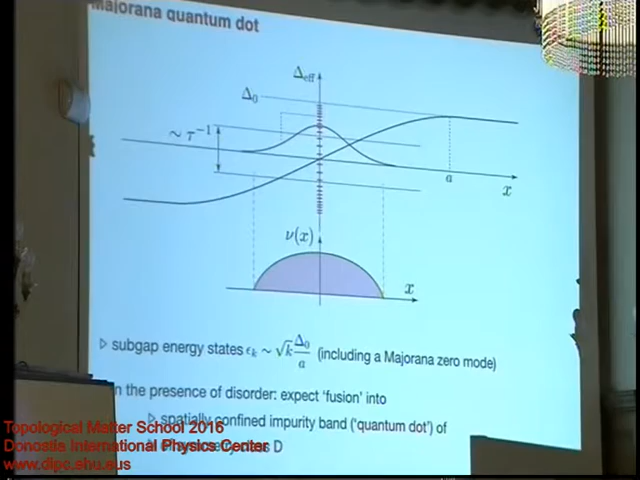 Majorana quantum dot
Δeff
Δ0
~ τ⁻¹
a
x
ν(x)
x
▷ subgap energy states ϵk ~ √k Δ0/a (including a Majorana zero mode)
n the presence of disorder: expect 'fusion' into
▷ spatially confined impurity band ('quantum dot') of
D
Topological Matter School 2016
Donostia International Physics Center
www.dipc.ehu.eus